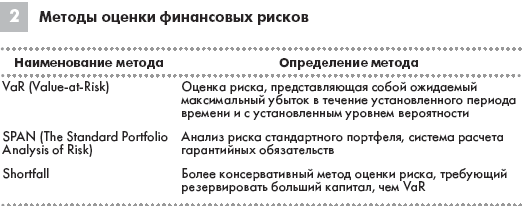 2 Методы оценки финансовых рисков
Наименование метода Определение метода
VaR (Value-at-Risk) Оценка риска, представляющая собой ожидаемый
максимальный убыток в течение установленного периода
времени и с установленным уровнем вероятности
SPAN (The Standard Portfolio Анализ риска стандартного портфеля, система расчета
Analysis of Risk) гарантийных обязательств
Shortfall Более консервативный метод оценки риска, требующий
резервировать больший капитал, чем VaR